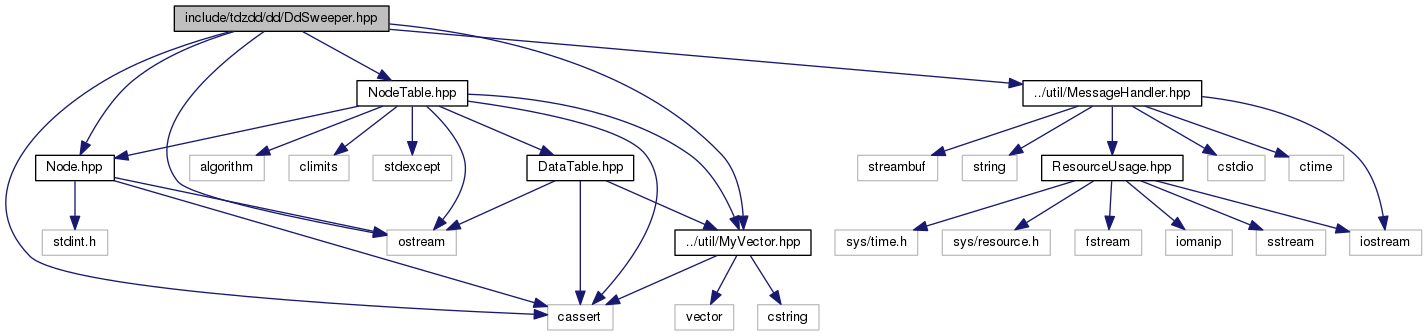 include/tdzdd/dd/DdSweeper.hpp
NodeTable.hpp
../util/MessageHandler.hpp
Node.hpp
algorithm
climits
stdexcept
DataTable.hpp
streambuf
string
ResourceUsage.hpp
cstdio
ctime
stdint.h
ostream
../util/MyVector.hpp
sys/time.h
sys/resource.h
fstream
iomanip
sstream
iostream
cassert
vector
cstring